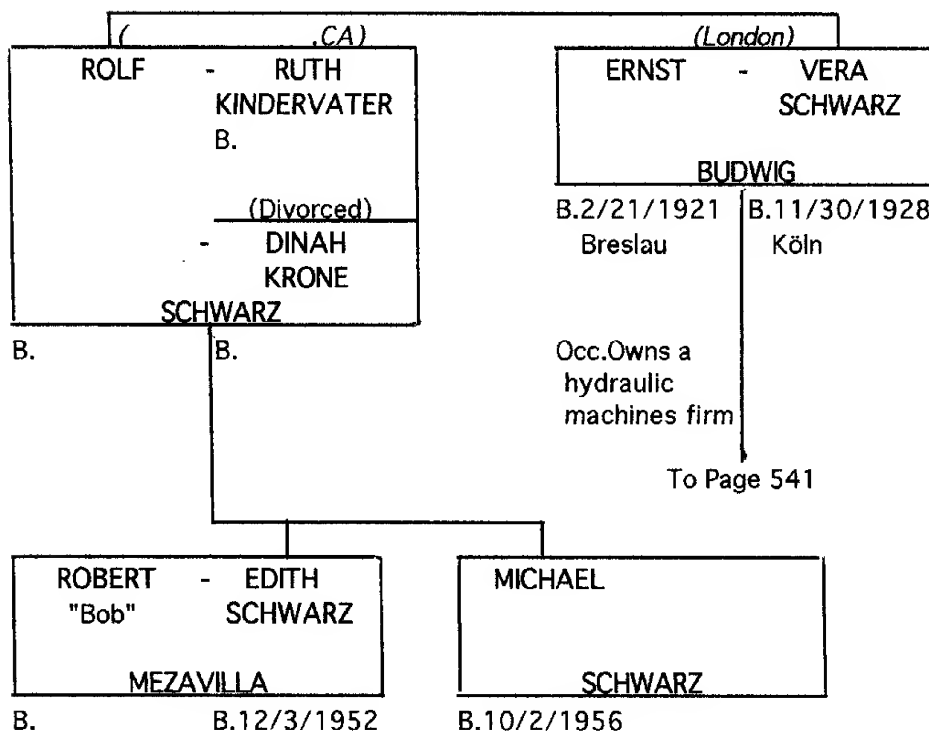 ( .CA)
ROLF - RUTH
KINDERVATER
B.
(Divorced)
- DINAH
KRONE
SCHWARZ
B. B.
(London)
ERNST - VERA
SCHWARZ
BUDWIG
B.2/21/1921 B.11/30/1928
Breslau Köln
Occ.Owns a
hydraulic
machines firm
To Page 541
ROBERT - EDITH
"Bob" SCHWARZ
MEZAVILLA
B. B.12/3/1952
MICHAEL
SCHWARZ
B.10/2/1956